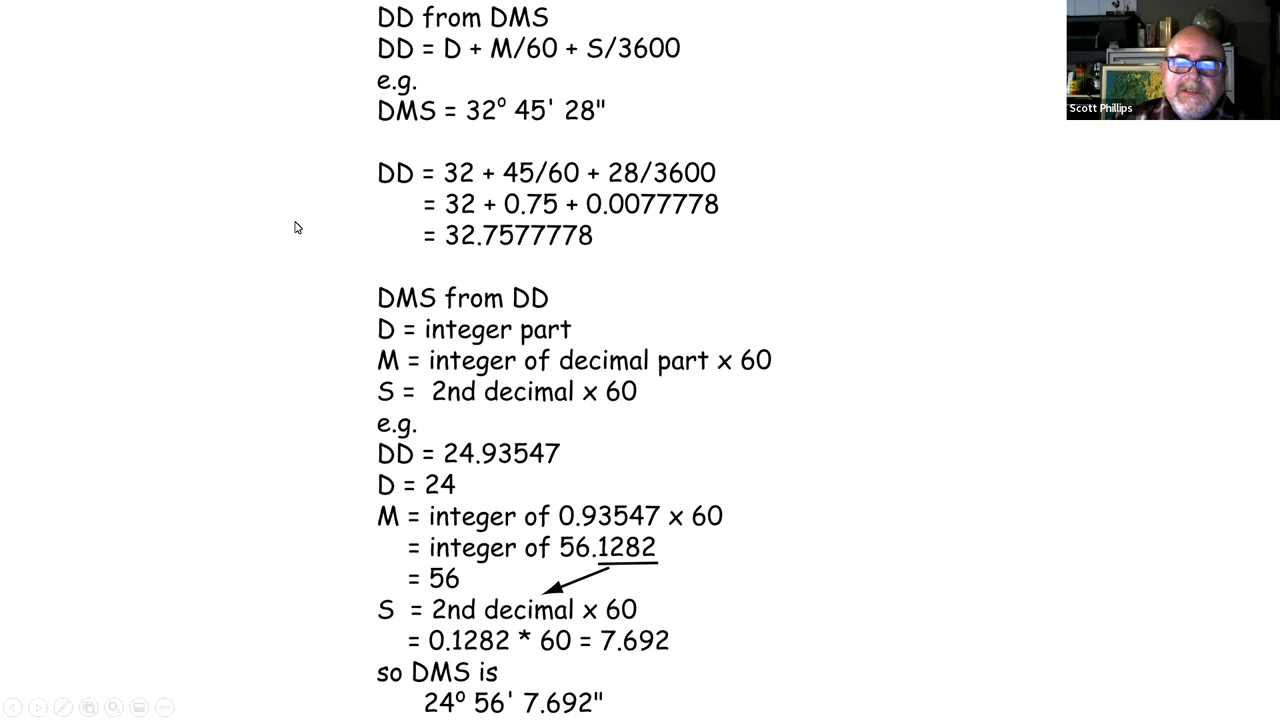 DD from DMS
DD = D + M/60 + S/3600
e.g.
DMS = 32º 45' 28"
DD = 32 + 45/60 + 28/3600
= 32 + 0.75 + 0.0077778
= 32.7577778
DMS from DD
D = integer part
M = integer of decimal part x 60
S = 2nd decimal x 60
e.g.
DD = 24.93547
D = 24
M = integer of 0.93547 x 60
= integer of 56.1282
= 56
S = 2nd decimal x 60
= 0.1282 * 60 = 7.692
so DMS is
24º 56' 7.692"
Scott Phillips